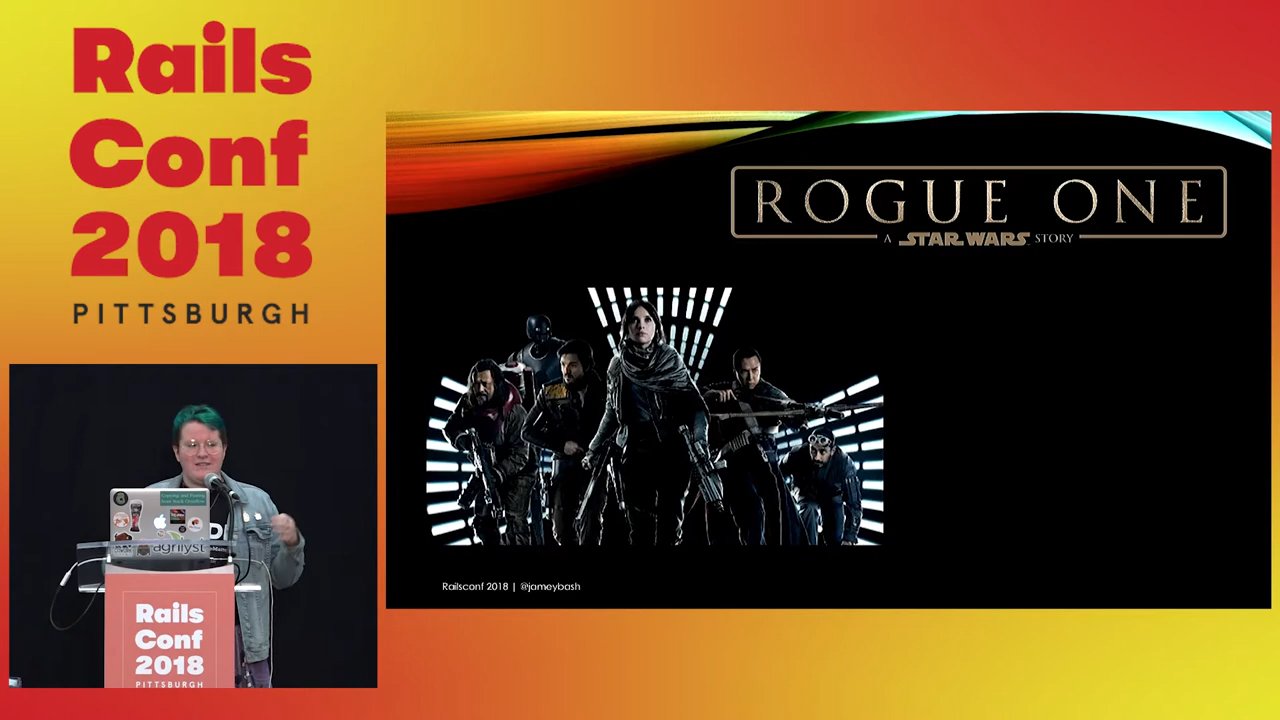 Rails
Conf
2018
PITTSBURGH
ROGUE ONE
A STAR WARS STORY
Railsconf 2018 | @jameybash
agrilyst
Rails
Conf
2018
PITTSBURGH